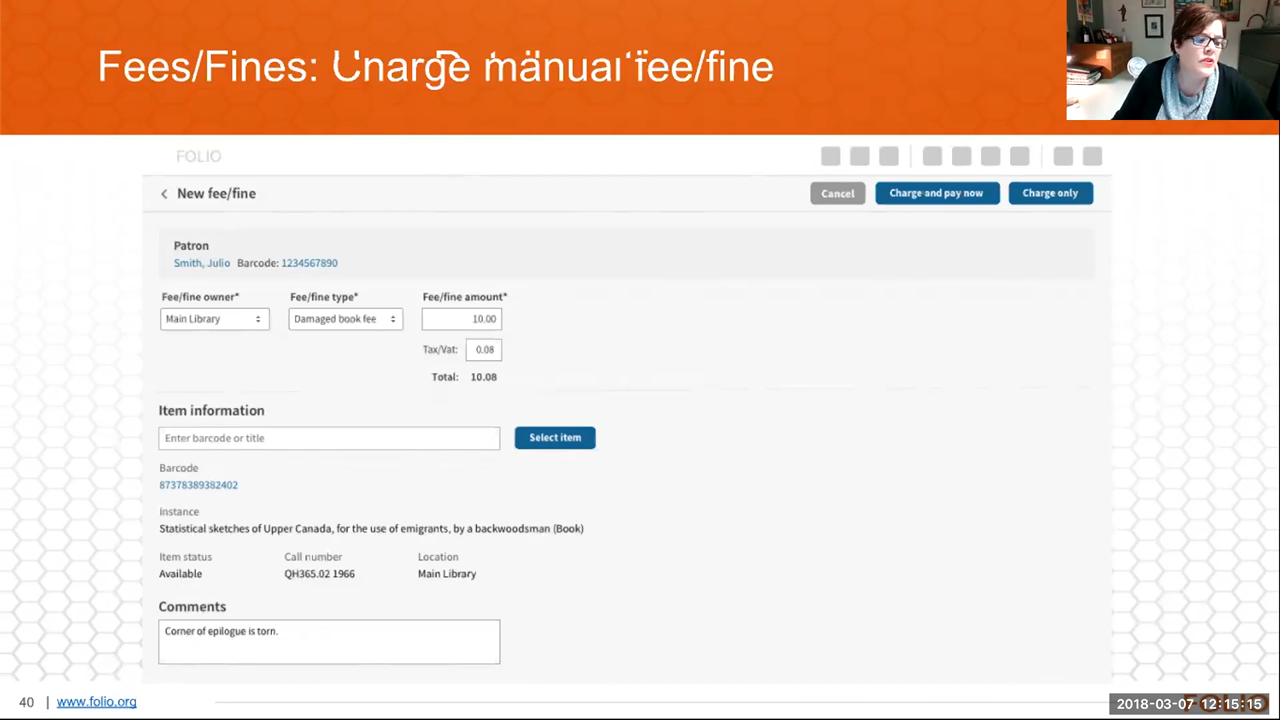 Fees/Fines: Charge manual fee/fine
FOLIO
New fee/fine
Cancel
Charge and pay now
Charge only
Patron
Smith, Julio Barcode: 1234567890
Fee/fine owner* Fee/fine type* Fee/fine amount*
Main Library Damaged book fee 10.00
Tax/Vat: 0.08
Total: 10.08
Item information
Enter barcode or title Select item
Barcode
87378389382402
Instance
Statistical sketches of Upper Canada, for the use of emigrants, by a backwoodsman (Book)
Item status Call number Location
Available QH365.02 1966 Main Library
Comments
Corner of epilogue is torn.
40 | www.folio.org
FOLIO
2018-03-07 12:15:15